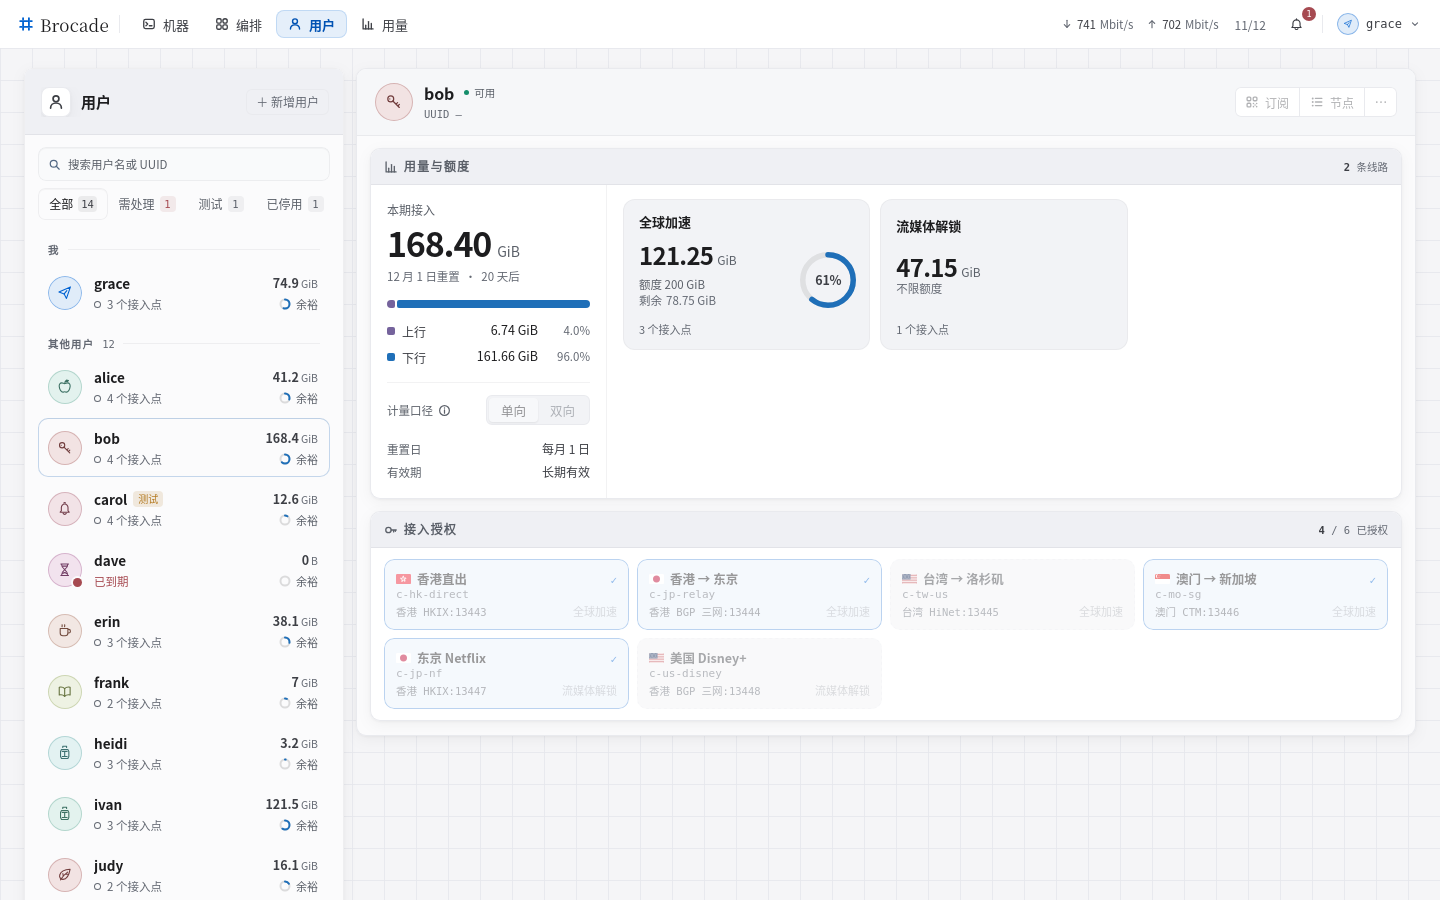 Brocade
机器
编排
用户
用量
741 Mbit/s
702 Mbit/s
11/12
1
grace
用户
新增用户
搜索用户名或 UUID
全部 14
需处理 1
测试 1
已停用 1
我
grace
74.9 GiB
3 个接入点
余裕
其他用户 12
alice
41.2 GiB
4 个接入点
余裕
bob
168.4 GiB
4 个接入点
余裕
carol 测试
12.6 GiB
4 个接入点
余裕
dave
0 B
已到期
余裕
erin
38.1 GiB
3 个接入点
余裕
frank
7 GiB
2 个接入点
余裕
heidi
3.2 GiB
3 个接入点
余裕
ivan
121.5 GiB
3 个接入点
余裕
judy
16.1 GiB
2 个接入点
余裕
bob 可用
UUID —
订阅
节点
···
用量与额度
2 条线路
本期接入
168.40 GiB
12 月 1 日重置 · 20 天后
上行 6.74 GiB 4.0%
下行 161.66 GiB 96.0%
计量口径
单向 双向
重置日 每月 1 日
有效期 长期有效
全球加速
121.25 GiB
额度 200 GiB
剩余 78.75 GiB
61%
3 个接入点
流媒体解锁
47.15 GiB
不限额度
1 个接入点
接入授权
4 / 6 已授权
香港直出 ✓
c-hk-direct
香港 HKIX:13443 全球加速
香港 → 东京 ✓
c-jp-relay
香港 BGP 三网:13444 全球加速
台湾 → 洛杉矶
c-tw-us
台湾 HiNet:13445 全球加速
澳门 → 新加坡 ✓
c-mo-sg
澳门 CTM:13446 全球加速
东京 Netflix ✓
c-jp-nf
香港 HKIX:13447 流媒体解锁
美国 Disney+
c-us-disney
香港 BGP 三网:13448 流媒体解锁